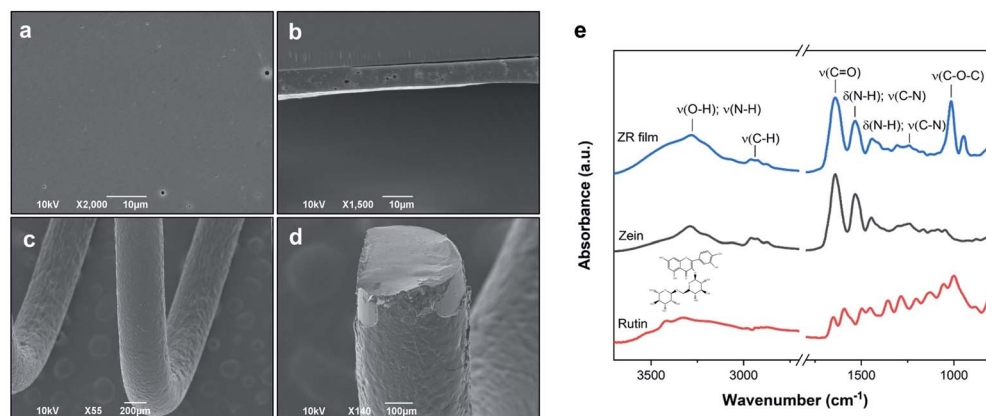 a
10kV X2,000 10µm
b
10kV X1,500 10µm
c
10kV X55 200µm
d
10kV X140 100µm
e
ν(C=O)
ν(C-O-C)
δ(N-H); ν(C-N)
ν(O-H); ν(N-H)
δ(N-H); ν(C-N)
ν(C-H)
ZR film
Zein
Rutin
Absorbance (a.u.)
3500 3000 1500 1000
Wavenumber (cm⁻¹)